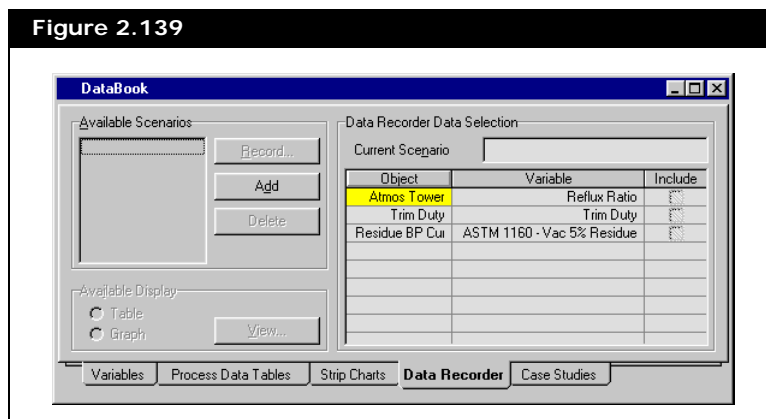 Figure 2.139
DataBook
Available Scenarios
Record...
Add
Delete
Available Display
Table
Graph
View...
Data Recorder Data Selection
Current Scenario
Object Variable Include
Atmos Tower Reflux Ratio
Trim Duty Trim Duty
Residue BP Cur ASTM 1160 - Vac 5% Residue
Variables Process Data Tables Strip Charts Data Recorder Case Studies